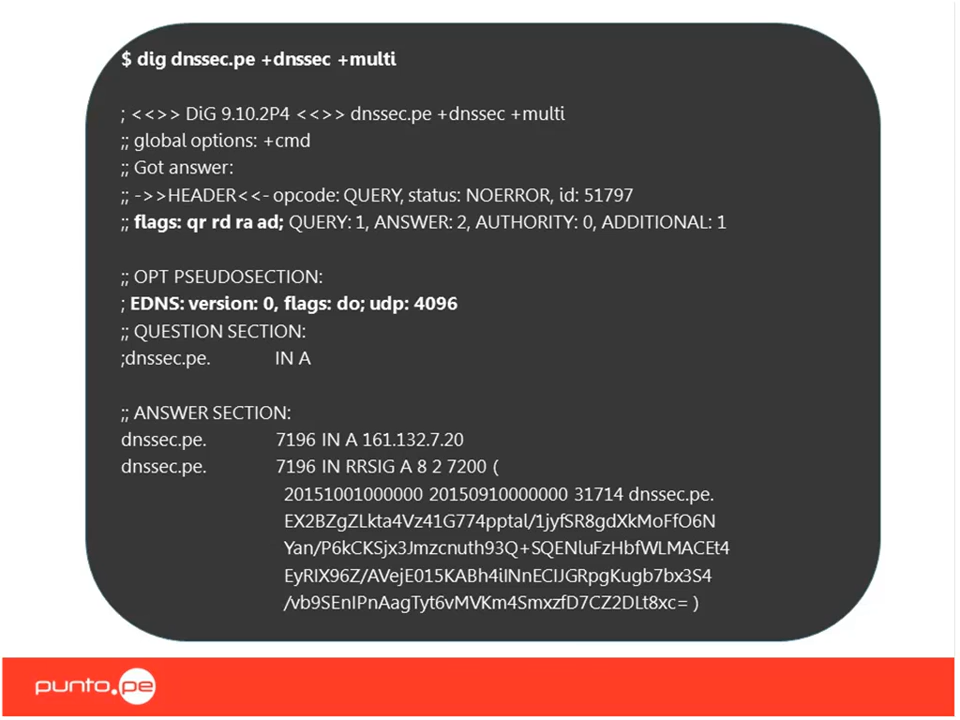 $ dig dnssec.pe +dnssec +multi
; <<>> DiG 9.10.2P4 <<>> dnssec.pe +dnssec +multi
;; global options: +cmd
;; Got answer:
;; ->>HEADER<<- opcode: QUERY, status: NOERROR, id: 51797
;; flags: qr rd ra ad; QUERY: 1, ANSWER: 2, AUTHORITY: 0, ADDITIONAL: 1
;; OPT PSEUDOSECTION:
; EDNS: version: 0, flags: do; udp: 4096
;; QUESTION SECTION:
;dnssec.pe. IN A
;; ANSWER SECTION:
dnssec.pe. 7196 IN A 161.132.7.20
dnssec.pe. 7196 IN RRSIG A 8 2 7200 (
20151001000000 20150910000000 31714 dnssec.pe.
EX2BZgZLkta4Vz41G774pptal/1jyfSR8gdXkMoFfO6N
Yan/P6kCKSjx3Jmzcnuth93Q+SQENluFzHbfWLMACEt4
EyRIX96Z/AVejE015KABh4iINnECIJGRpgKugb7bx3S4
/vb9SEnIPnAagTyt6vMVKm4SmxzfD7CZ2DLt8xc= )
punto.pe